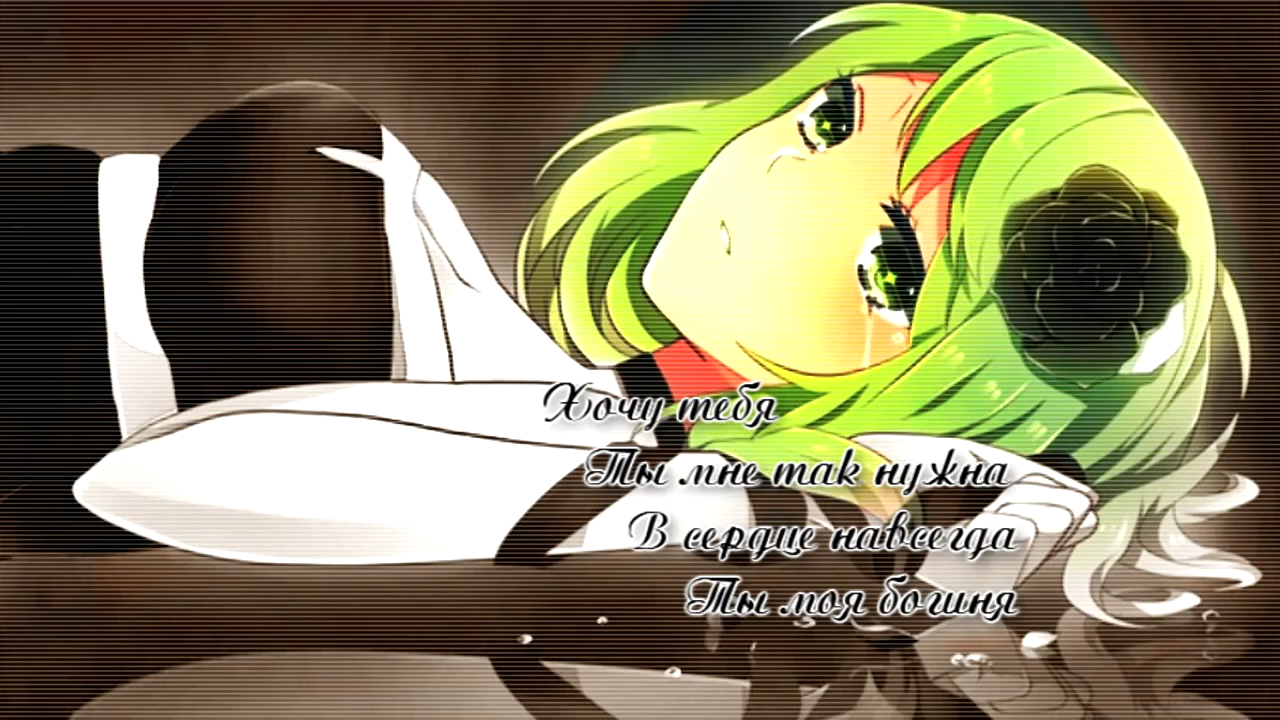 Хочу тебя
Ты мне так нужна
В сердце навсегда
Ты моя богиня